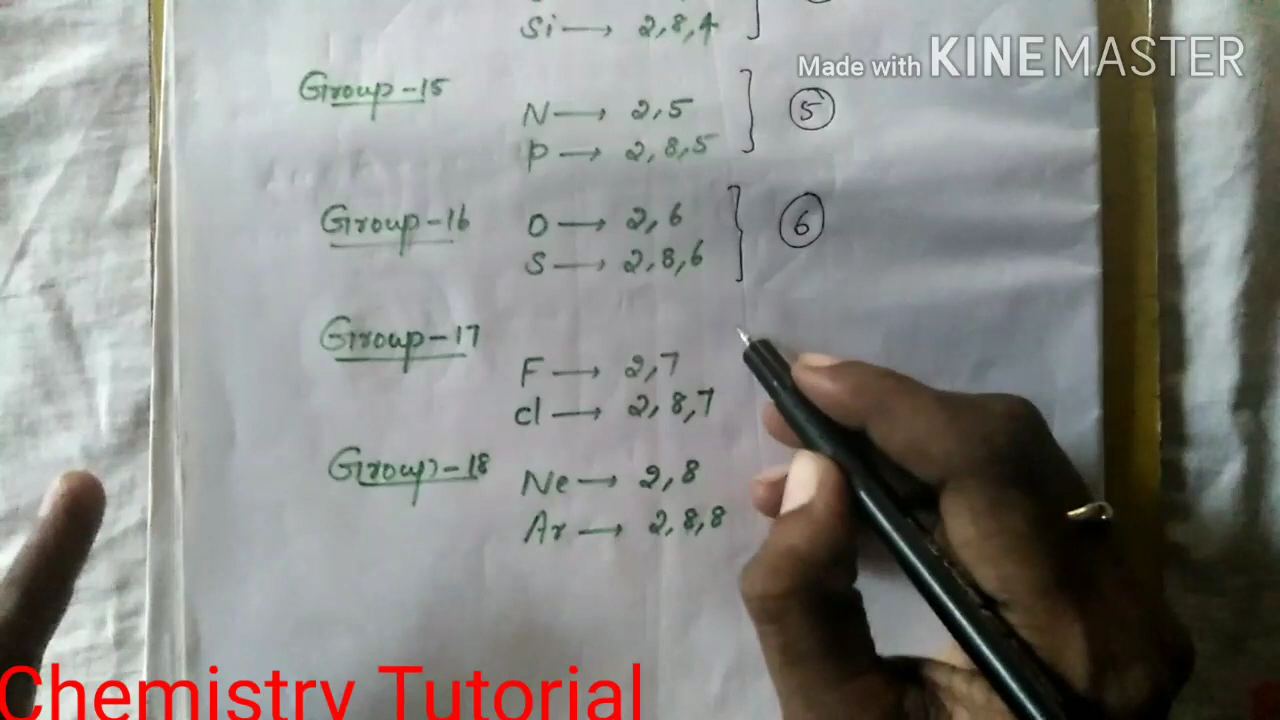 Si → 2,8,4
Made with KINEMASTER
Group-15
N → 2,5
P → 2,8,5
5
Group-16
O → 2,6
S → 2,8,6
6
Group-17
F → 2,7
Cl → 2,8,7
Group-18
Ne → 2,8
Ar → 2,8,8
Chemistry Tutorial